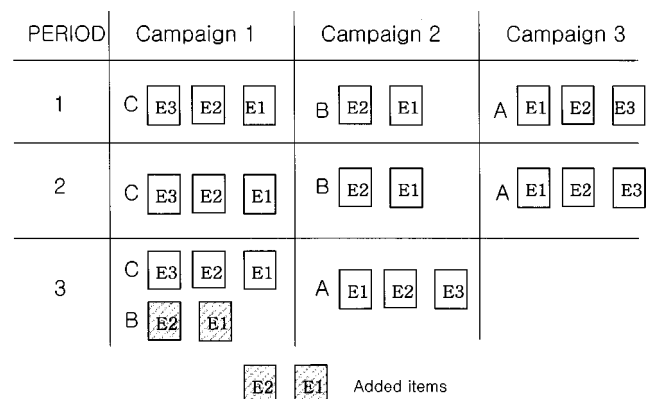 PERIOD Campaign 1 Campaign 2 Campaign 3
1 C E3 E2 E1 B E2 E1 A E1 E2 E3
2 C E3 E2 E1 B E2 E1 A E1 E2 E3
C E3 E2 E1
3 A E1 E2 E3
B E2 E1
E2 E1 Added items